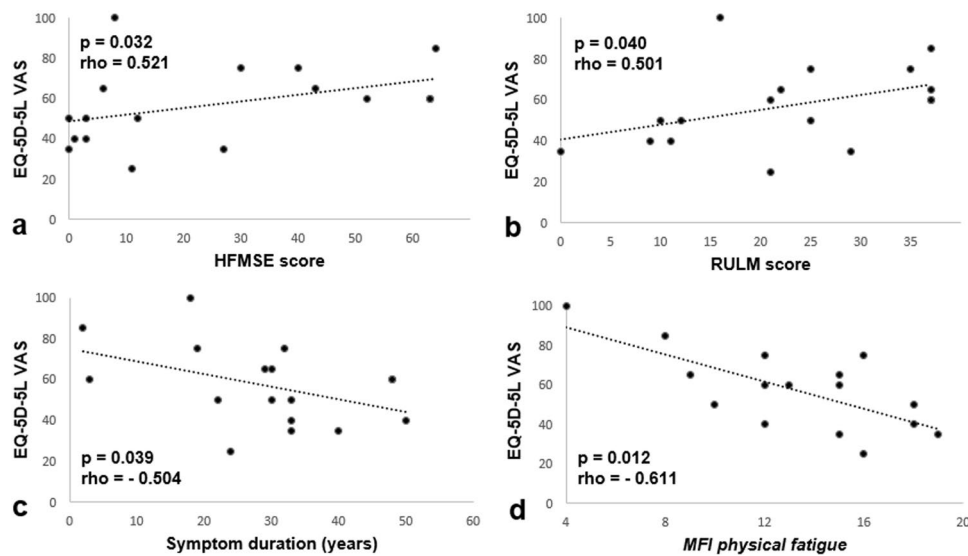 100
80
60
40
20
0
EQ-5D-5L VAS
p = 0.032
rho = 0.521
0 10 20 30 40 50 60
HFMSE score
a
100
80
60
40
20
0
EQ-5D-5L VAS
p = 0.040
rho = 0.501
0 5 10 15 20 25 30 35
RULM score
b
100
80
60
40
20
0
EQ-5D-5L VAS
p = 0.039
rho = - 0.504
0 10 20 30 40 50 60
Symptom duration (years)
c
100
80
60
40
20
0
EQ-5D-5L VAS
p = 0.012
rho = - 0.611
4 8 12 16 20
MFI physical fatigue
d